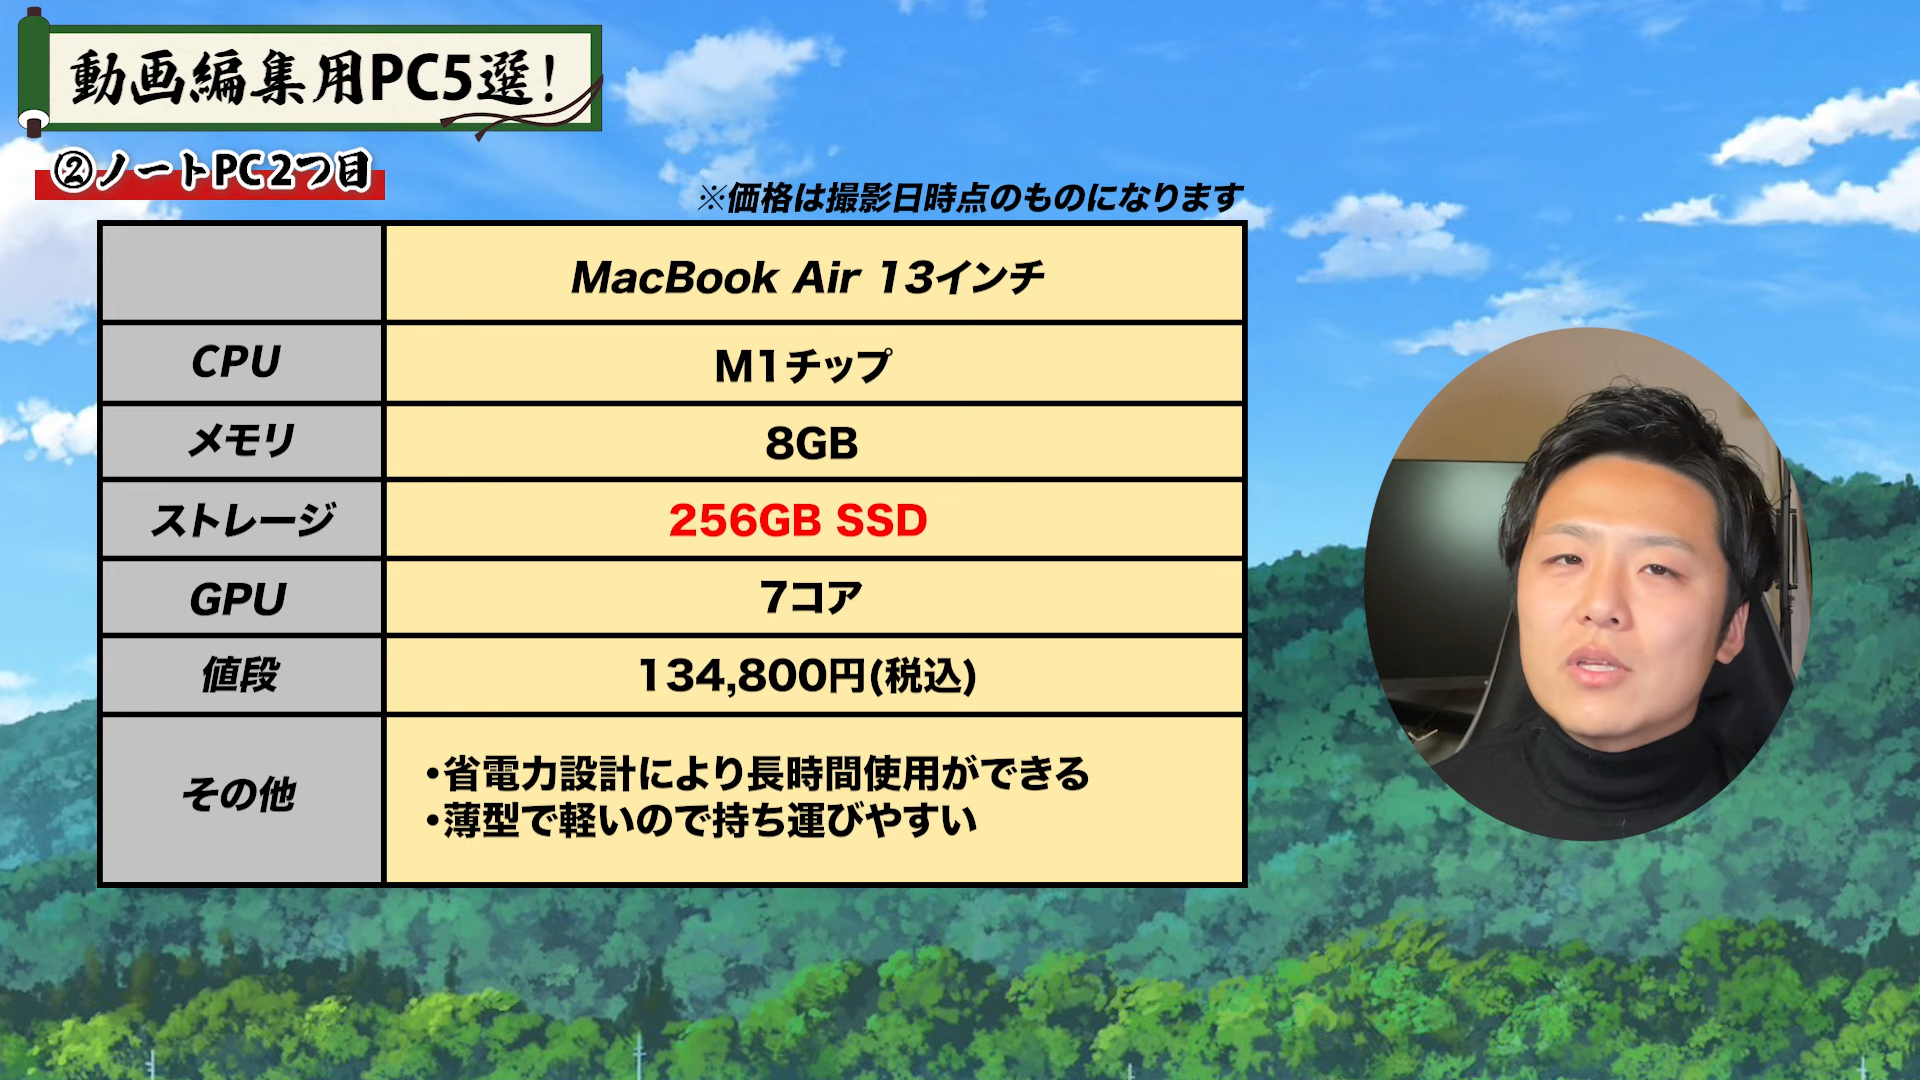 動画編集用PC5選!
②ノートPC2つ目
※価格は撮影日時点のものになります
MacBook Air 13インチ
CPU
M1チップ
メモリ
8GB
ストレージ
256GB SSD
GPU
7コア
値段
134,800円(税込)
その他
・省電力設計により長時間使用ができる
・薄型で軽いので持ち運びやすい